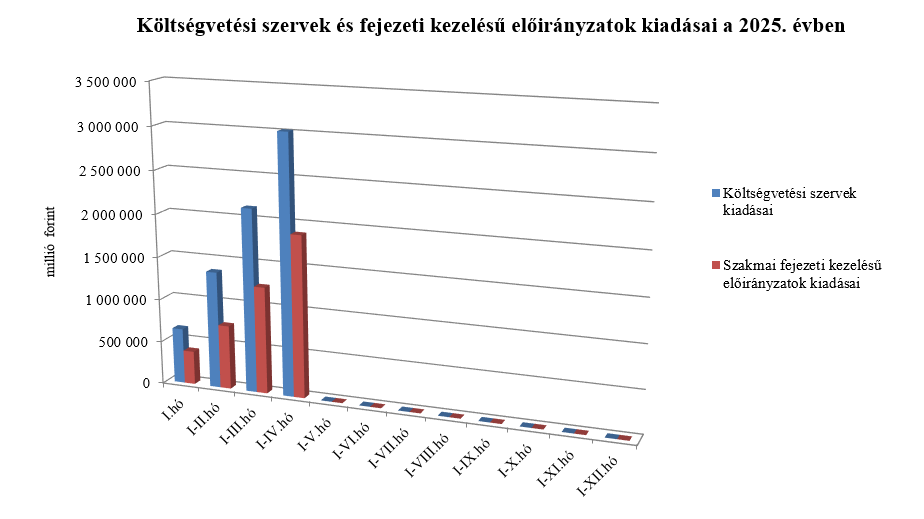 Költségvetési szervek és fejezeti kezelésű előirányzatok kiadásai a 2025. évben
3 500 000
3 000 000
2 500 000
2 000 000
1 500 000
1 000 000
500 000
0
millió forint
I.hó
I-II.hó
I-III.hó
I-IV.hó
I-V.hó
I-VI.hó
I-VII.hó
I-VIII.hó
I-IX.hó
I-X.hó
I-XI.hó
I-XII.hó
Költségvetési szervek
kiadásai
Szakmai fejezeti kezelésű
előirányzatok kiadásai